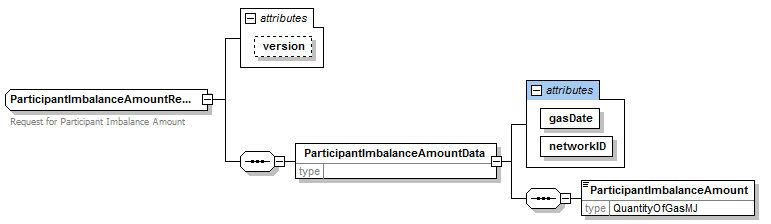 attributes
version
ParticipantImbalanceAmountRe...
Request for Participant Imbalance Amount
ParticipantImbalanceAmountData
type
attributes
gasDate
networkID
ParticipantImbalanceAmount
type QuantityOfGasMJ